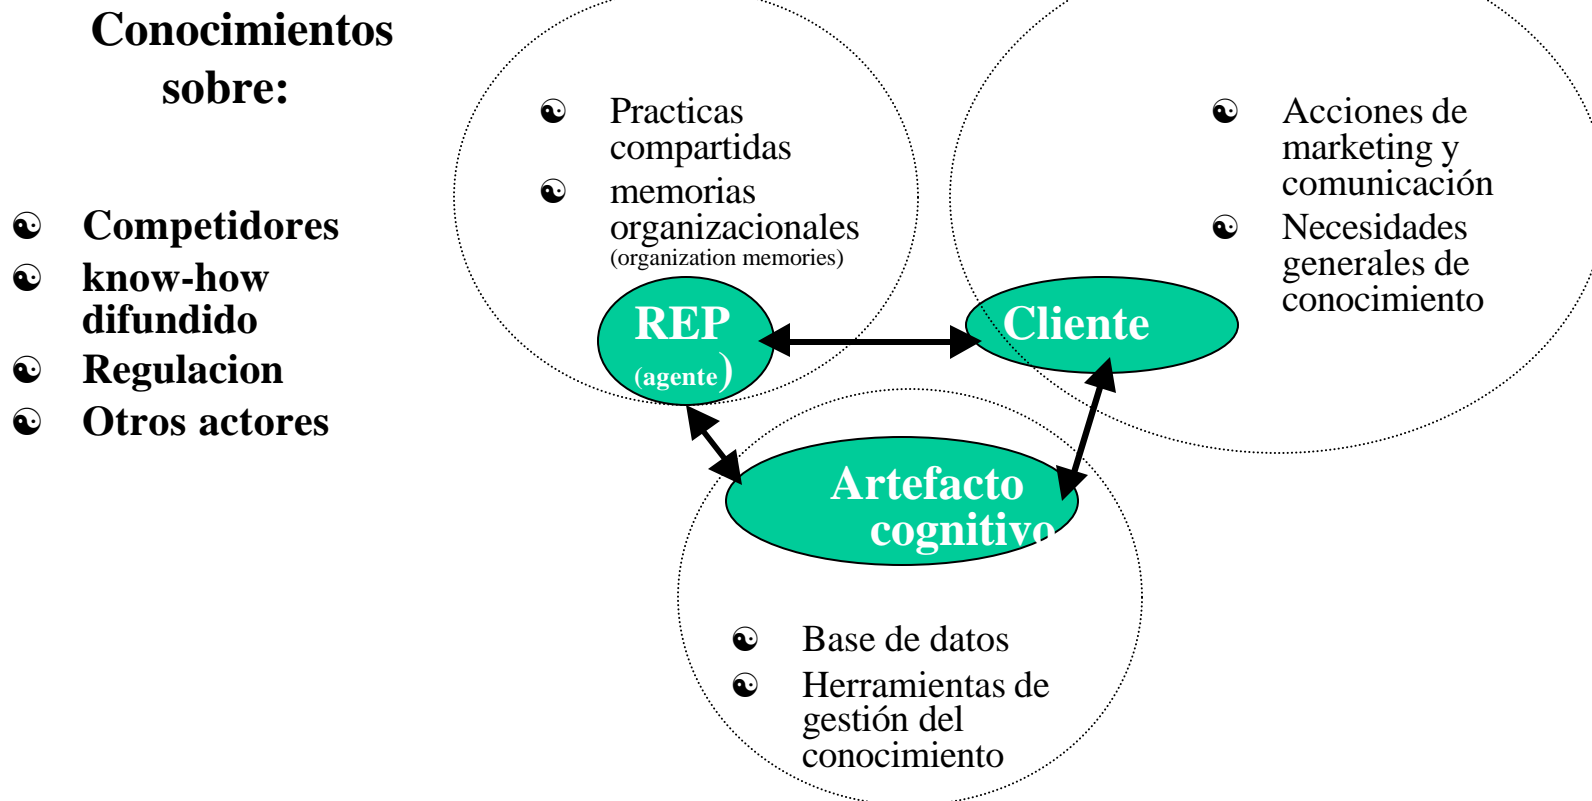 Conocimientos
sobre:
☯ Competidores
☯ know-how
difundido
☯ Regulacion
☯ Otros actores
☯ Practicas
compartidas
☯ memorias
organizacionales
(organization memories)
REP
(agente)
☯ Acciones de
marketing y
comunicación
☯ Necesidades
generales de
conocimiento
Cliente
Artefacto
cognitivo
☯ Base de datos
☯ Herramientas de
gestión del
conocimiento